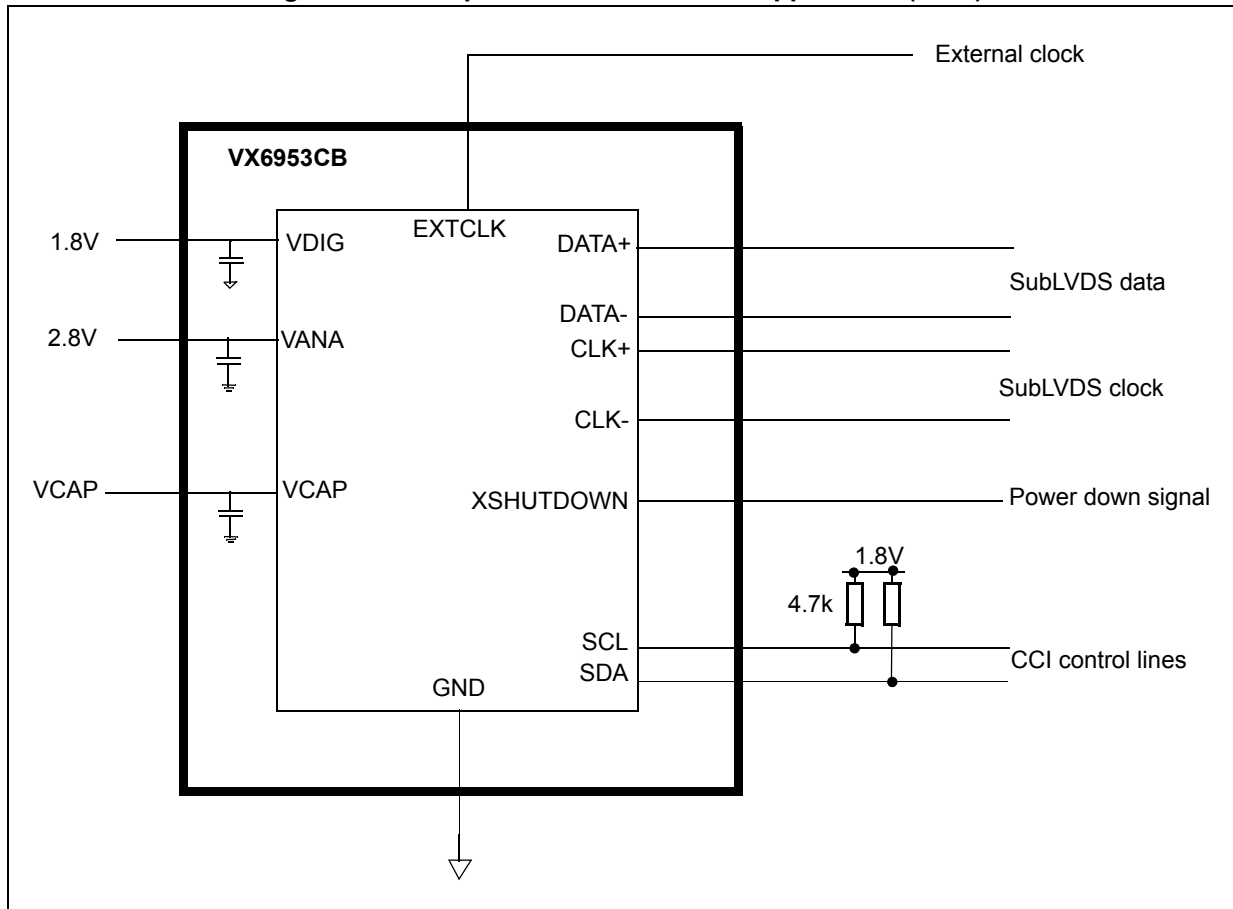 External clock
VX6953CB
EXTCLK
1.8V
VDIG
DATA+
SubLVDS data
DATA-
2.8V
VANA
CLK+
SubLVDS clock
CLK-
VCAP
VCAP
XSHUTDOWN
Power down signal
1.8V
4.7k
SCL
CCI control lines
SDA
GND